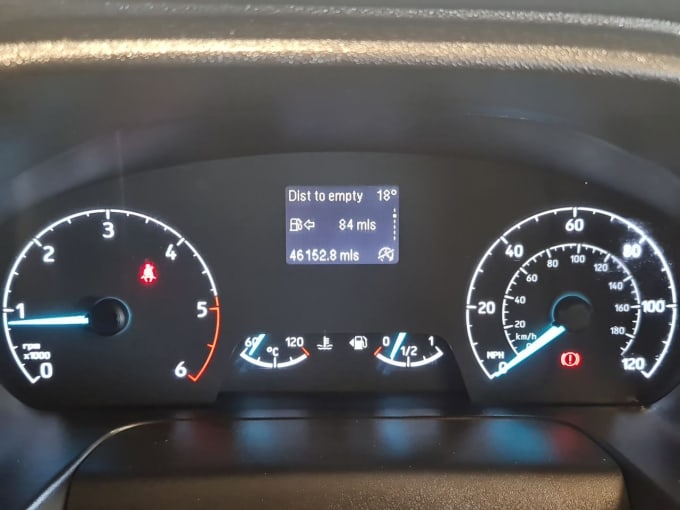 Dist to empty 18°
84 mls
46152.8 mls
0 1 2 3 4 5 6
rpm
x1000
60 120
°C
0 1/2 1
0 20 40 60 80 100 120
MPH
0 20 40 60 80 100 120 140 160 180
km/h